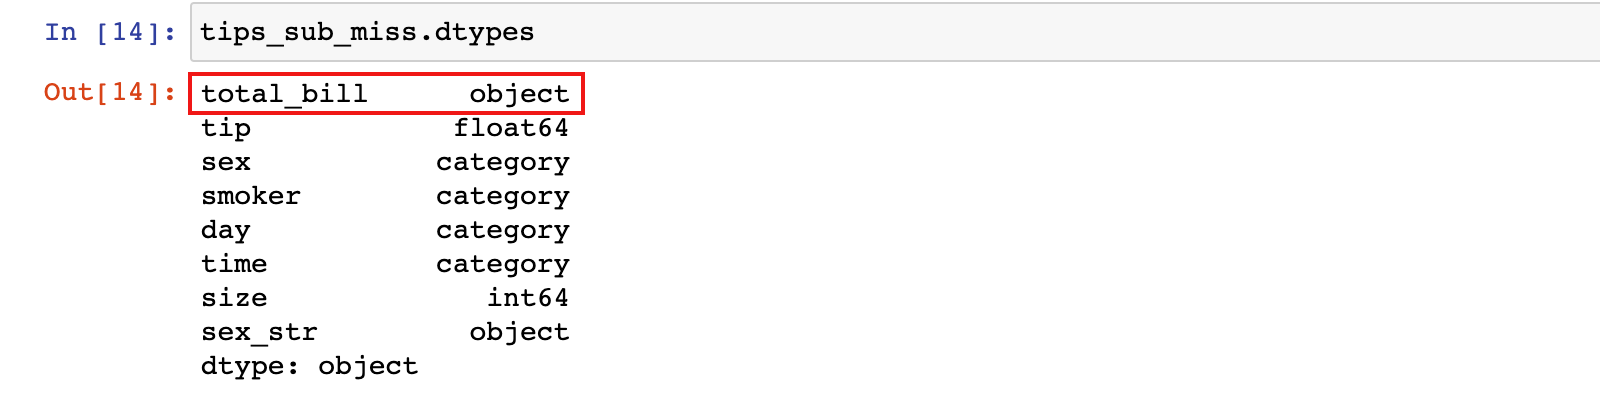 In [14]: tips_sub_miss.dtypes
Out[14]: total_bill object
tip float64
sex category
smoker category
day category
time category
size int64
sex_str object
dtype: object